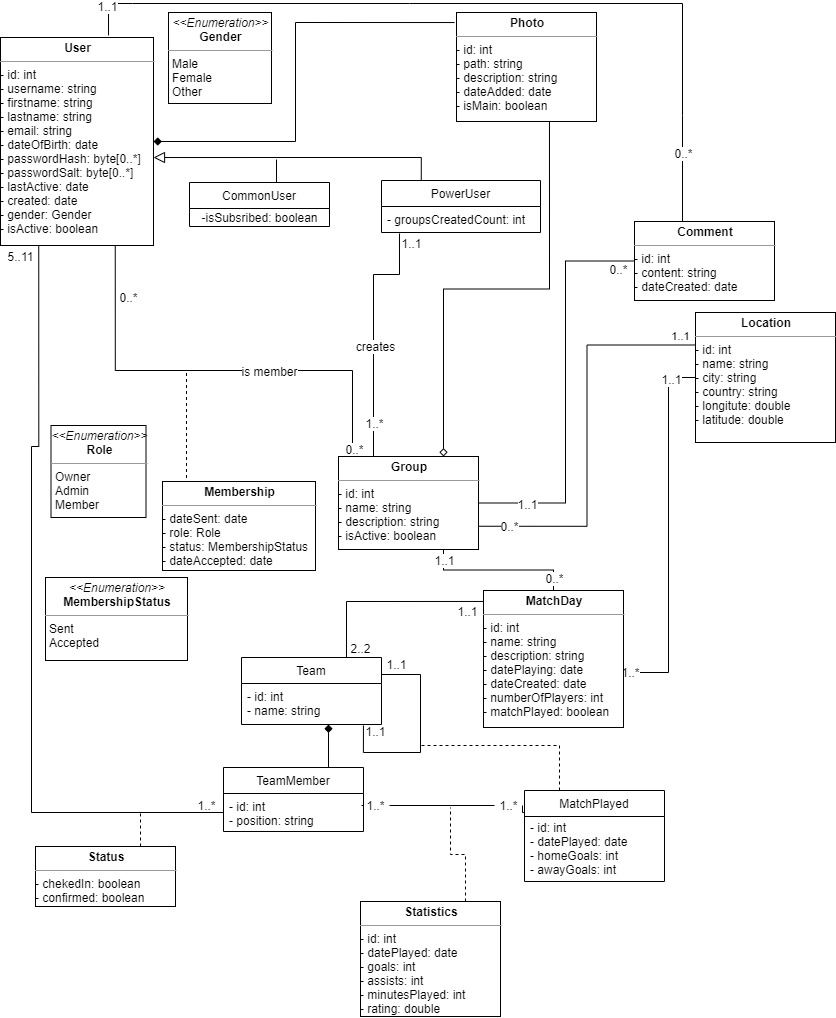 1..1
<<Enumeration>>
Gender
Male
Female
Other
Photo
id: int
path: string
description: string
dateAdded: date
isMain: boolean
User
- id: int
- username: string
- firstname: string
- lastname: string
- email: string
- dateOfBirth: date
- passwordHash: byte[0..*]
- passwordSalt: byte[0..*]
- lastActive: date
- created: date
- gender: Gender
- isActive: boolean
0..*
CommonUser
-isSubsribed: boolean
PowerUser
- groupsCreatedCount: int
Comment
- id: int
- content: string
- dateCreated: date
5..11
1..1
0..*
0..*
creates
Location
- id: int
- name: string
- city: string
- country: string
- longitute: double
- latitude: double
1..1
1..1
is member
1..*
0..*
<<Enumeration>>
Role
Owner
Admin
Member
Group
- id: int
- name: string
- description: string
- isActive: boolean
1..1
0..*
Membership
- dateSent: date
- role: Role
- status: MembershipStatus
- dateAccepted: date
1..1
0..*
<<Enumeration>>
MembershipStatus
Sent
Accepted
MatchDay
- id: int
- name: string
- description: string
- datePlaying: date
- dateCreated: date
- numberOfPlayers: int
- matchPlayed: boolean
1..1
1..*
2..2
Team
- id: int
- name: string
1..1
1..1
TeamMember
- id: int
- position: string
1..*
1..*
1..*
MatchPlayed
- id: int
- datePlayed: date
- homeGoals: int
- awayGoals: int
Status
- chekedIn: boolean
- confirmed: boolean
Statistics
- id: int
- datePlayed: date
- goals: int
- assists: int
- minutesPlayed: int
- rating: double